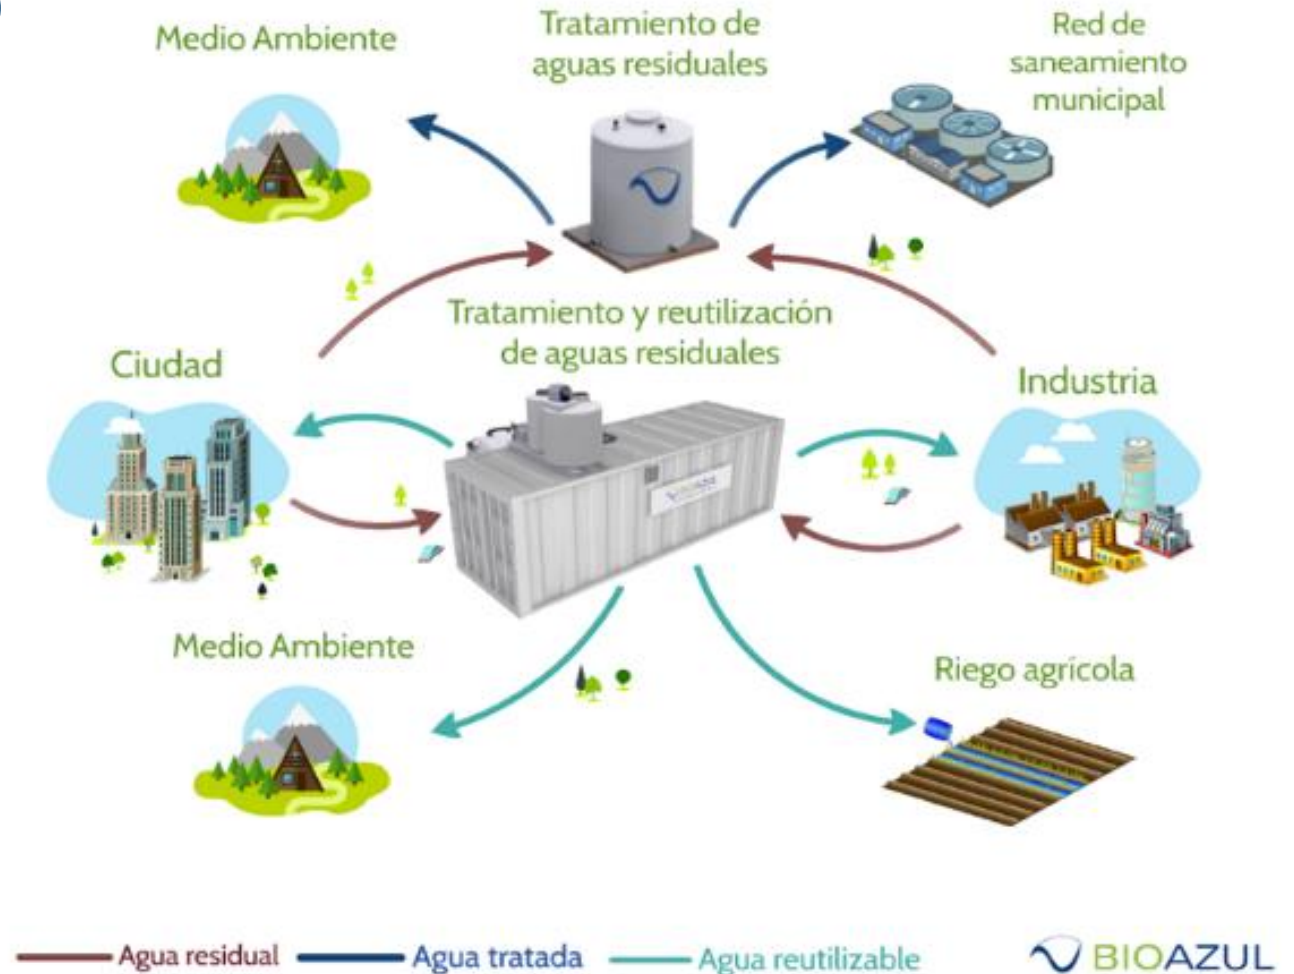 Medio Ambiente
Tratamiento de
aguas residuales
Red de
saneamiento
municipal
Tratamiento y reutilización
de aguas residuales
Ciudad
Industria
BIOAZUL
Medio Ambiente
Riego agrícola
Agua residual
Agua tratada
Agua reutilizable
BIOAZUL